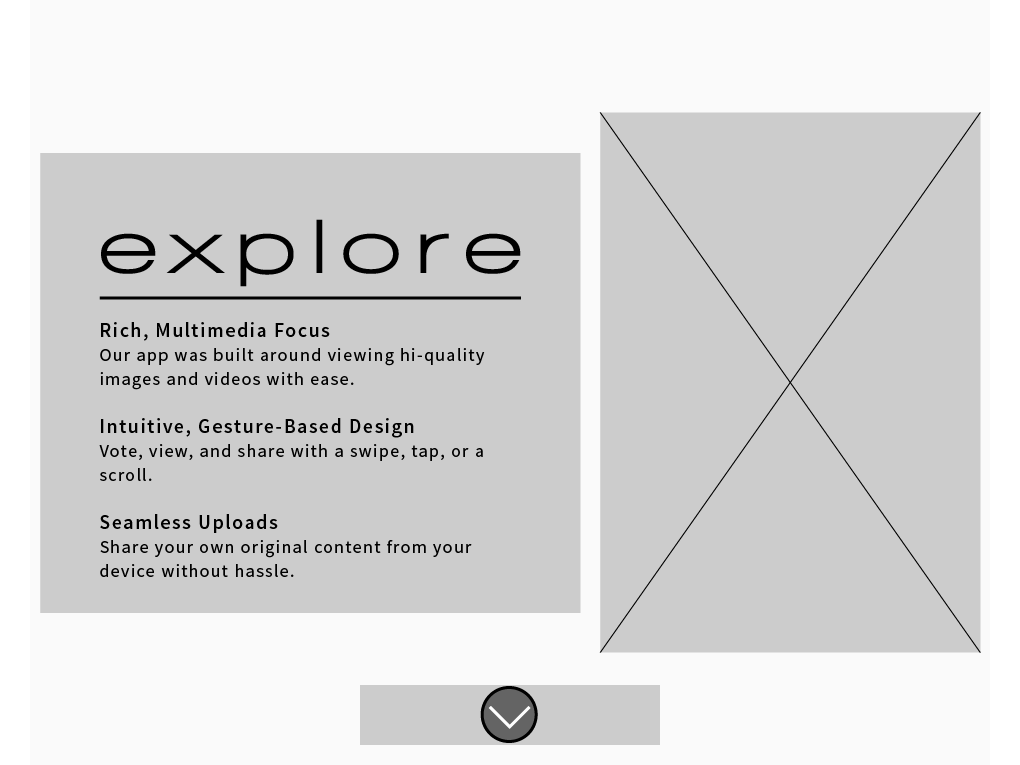 explore
Rich, Multimedia Focus
Our app was built around viewing hi-quality
images and videos with ease.
Intuitive, Gesture-Based Design
Vote, view, and share with a swipe, tap, or a
scroll.
Seamless Uploads
Share your own original content from your
device without hassle.